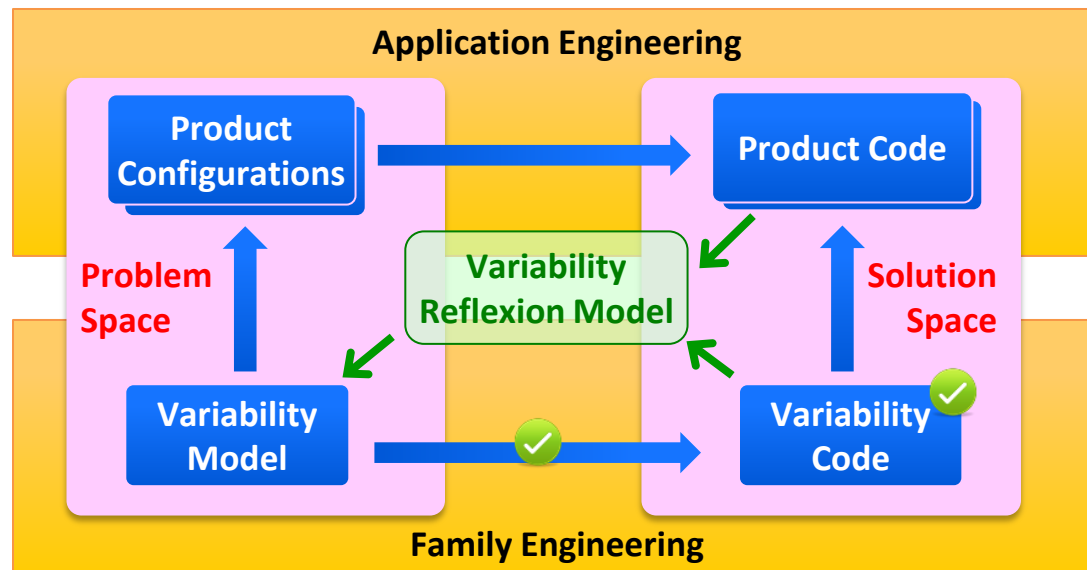 Application Engineering
Product
Configurations
Product Code
Problem
Space
Variability
Reflexion Model
Solution
Space
Variability
Model
Variability
Code
Family Engineering